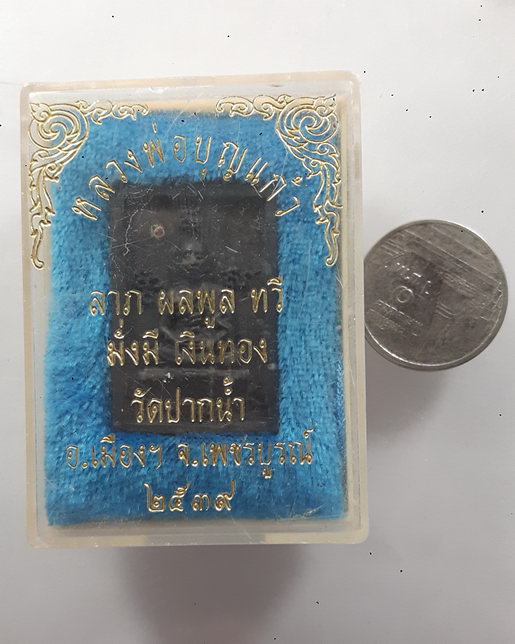 หลวงพ่อบุญแก้ว
ลาภ ผลพูล ทวี
มั่งมี เงินทอง
วัดปากน้ำ
อ.เมืองฯ จ.เพชรบูรณ์
๒๕๓๙